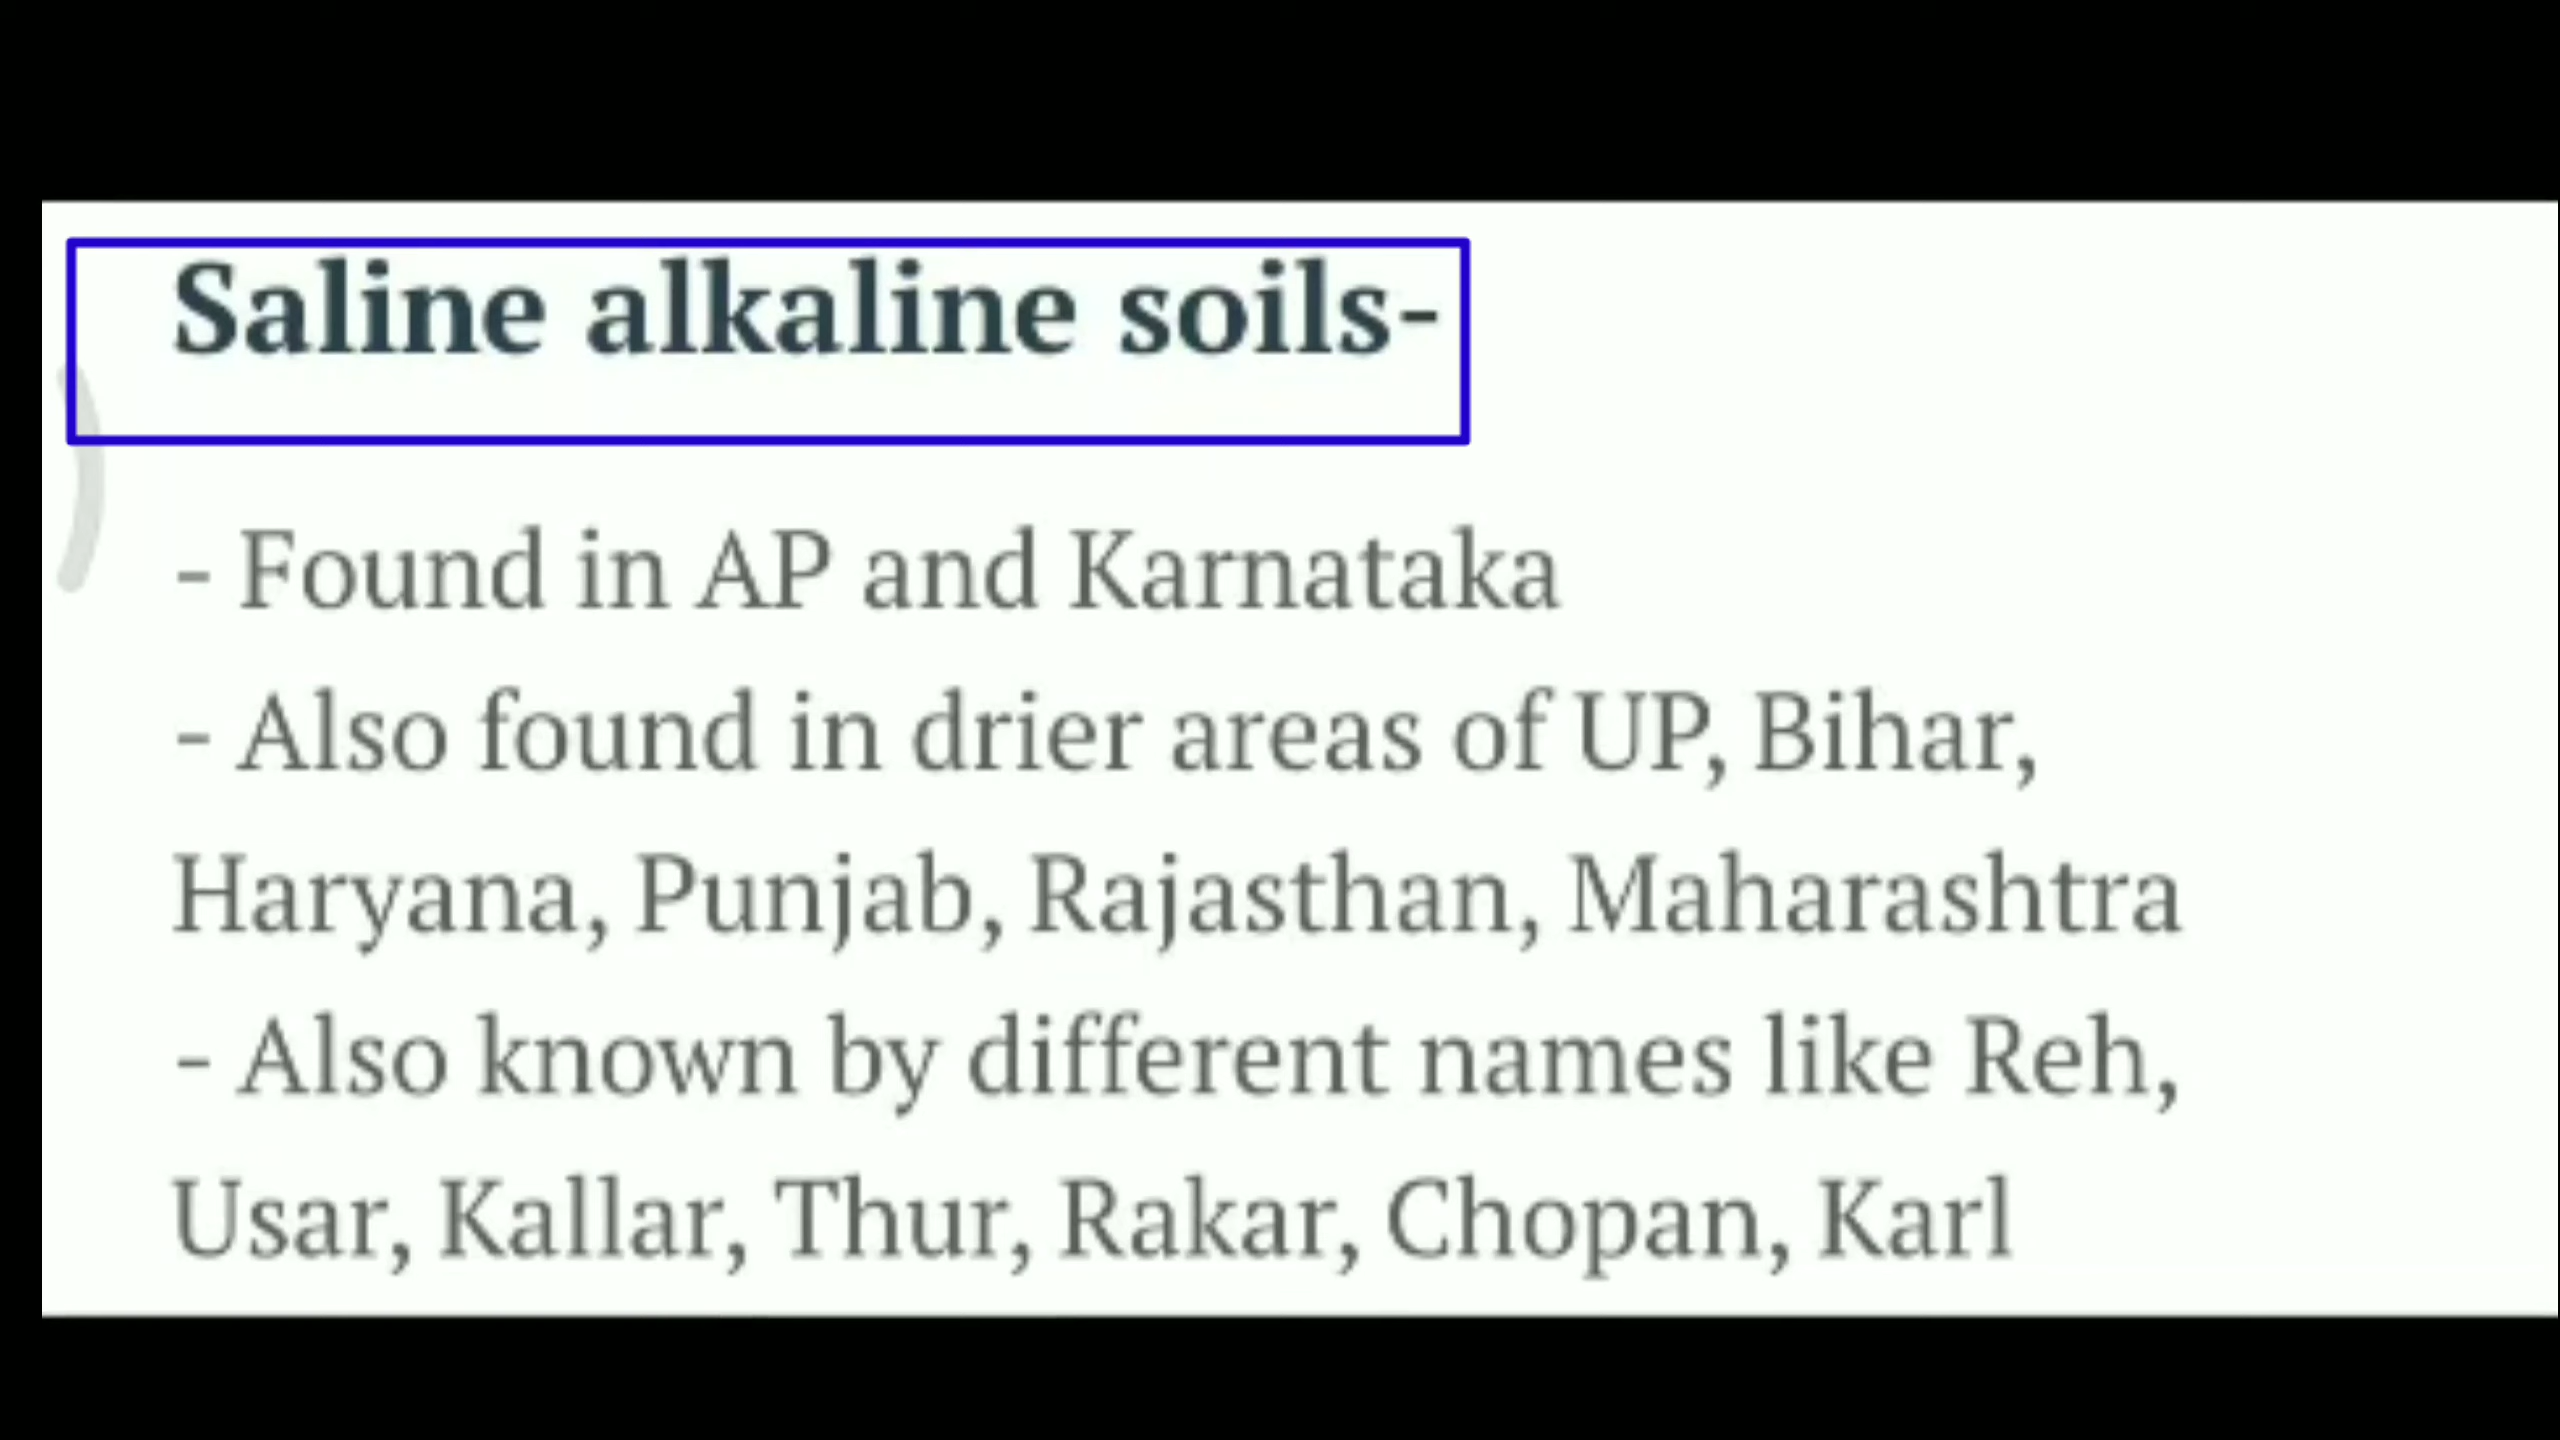 Saline alkaline soils-
- Found in AP and Karnataka
- Also found in drier areas of UP, Bihar,
Haryana, Punjab, Rajasthan, Maharashtra
- Also known by different names like Reh,
Usar, Kallar, Thur, Rakar, Chopan, Karl